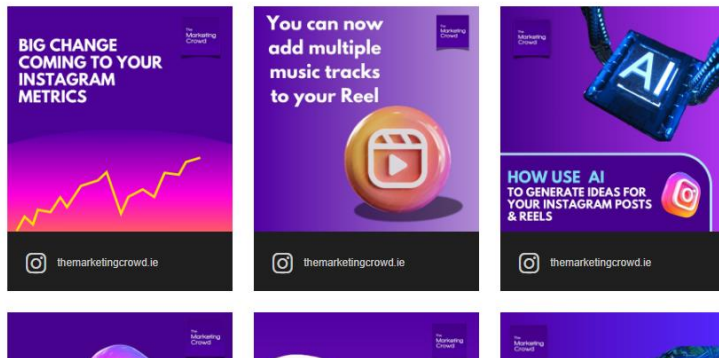 BIG CHANGE
COMING TO YOUR
INSTAGRAM
METRICS
The
Marketing
Crowd
themarketingcrowd.ie
You can now
add multiple
music tracks
to your Reel
The
Marketing
Crowd
themarketingcrowd.ie
The
Marketing
Crowd
AI
HOW USE AI
TO GENERATE IDEAS FOR
YOUR INSTAGRAM POSTS
& REELS
themarketingcrowd.ie
The
Marketing
Crowd
The
Marketing
Crowd
The
Marketing
Crowd